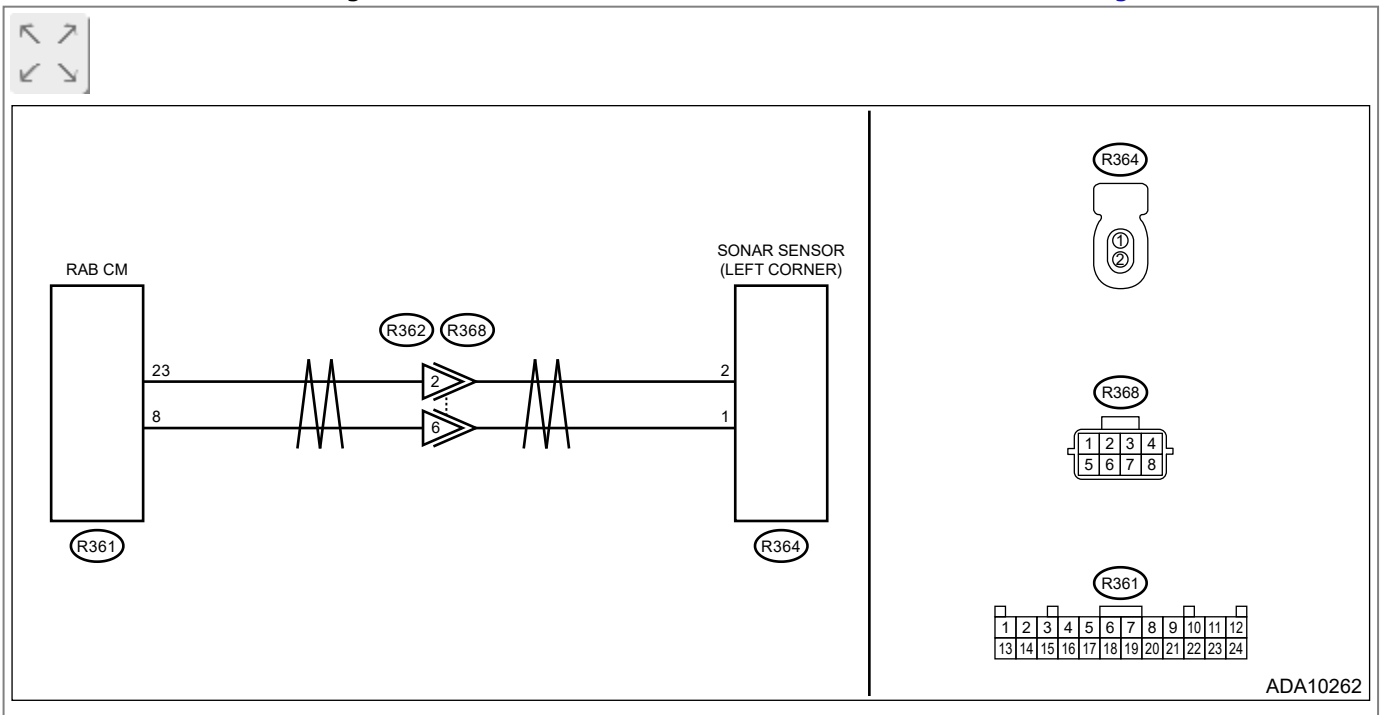 RAB CM
SONAR SENSOR
(LEFT CORNER)
R362 R368
23 2 2
8 6 1
R361 R364
R364
1
2
R368
1 2 3 4
5 6 7 8
R361
1 2 3 4 5 6 7 8 9 10 11 12
13 14 15 16 17 18 19 20 21 22 23 24
ADA10262